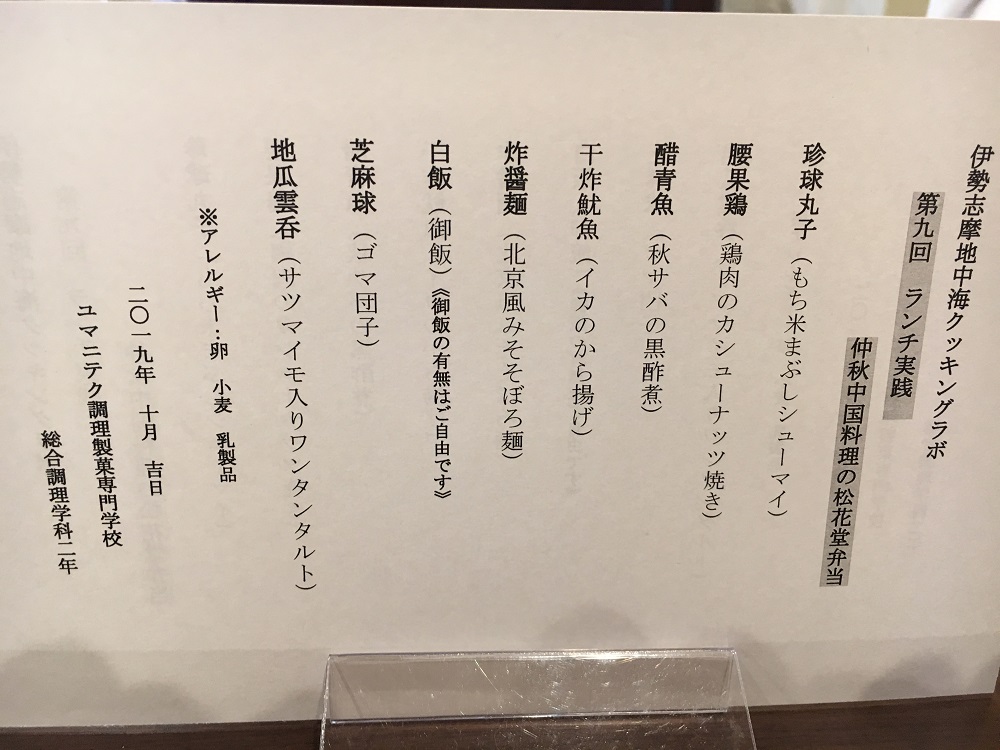 伊勢志摩地中海クッキングラボ
第九回　ランチ実践
仲秋中国料理の松花堂弁当
珍球丸子（もち米まぶしシューマイ）
腰果鶏（鶏肉のカシューナッツ焼き）
醋青魚（秋サバの黒酢煮）
干炸魷魚（イカのから揚げ）
炸醤麺（北京風みそそぼろ麺）
白飯（御飯）《御飯の有無はご自由です》
芝麻球（ゴマ団子）
地瓜雲呑（サツマイモ入りワンタンタルト）
※アレルギー：卵　小麦　乳製品
二〇一九年　十月　吉日
ユマニテク調理製菓専門学校
総合調理学科二年